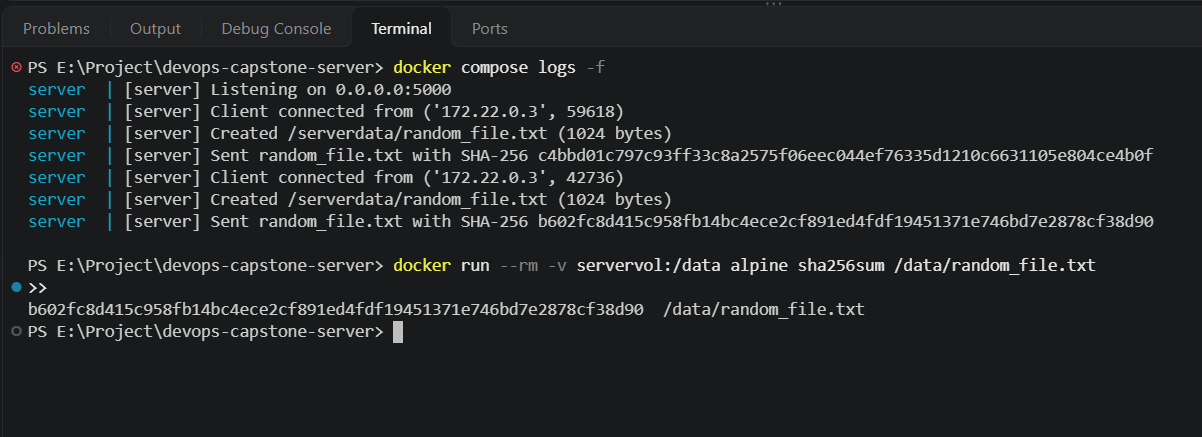 Problems Output Debug Console Terminal Ports
PS E:\Project\devops-capstone-server> docker compose logs -f
server | [server] Listening on 0.0.0.0:5000
server | [server] Client connected from ('172.22.0.3', 59618)
server | [server] Created /serverdata/random_file.txt (1024 bytes)
server | [server] Sent random_file.txt with SHA-256 c4bbd01c797c93ff33c8a2575f06eec044ef76335d1210c6631105e804ce4b0f
server | [server] Client connected from ('172.22.0.3', 42736)
server | [server] Created /serverdata/random_file.txt (1024 bytes)
server | [server] Sent random_file.txt with SHA-256 b602fc8d415c958fb14bc4ece2cf891ed4fdf19451371e746bd7e2878cf38d90
PS E:\Project\devops-capstone-server> docker run --rm -v servervol:/data alpine sha256sum /data/random_file.txt
>>
b602fc8d415c958fb14bc4ece2cf891ed4fdf19451371e746bd7e2878cf38d90 /data/random_file.txt
PS E:\Project\devops-capstone-server>